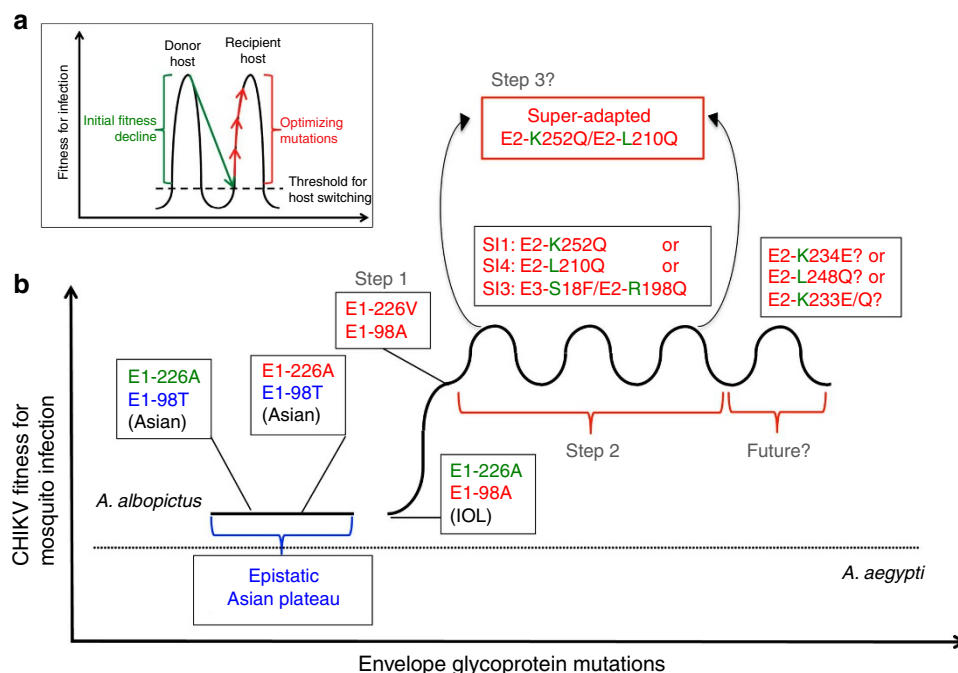 a
Donor
host
Recipient
host
Fitness for infection
Initial fitness
decline
Optimizing
mutations
Threshold for
host switching
Step 3?
Super-adapted
E2-K252Q/E2-L210Q
SI1: E2-K252Q or
SI4: E2-L210Q or
SI3: E3-S18F/E2-R198Q
E2-K234E? or
E2-L248Q? or
E2-K233E/Q?
b
Step 1
E1-226V
E1-98A
E1-226A
E1-98T
(Asian)
E1-226A
E1-98T
(Asian)
Step 2
Future?
E1-226A
E1-98A
(IOL)
A. albopictus
CHIKV fitness for
mosquito infection
Epistatic
Asian plateau
A. aegypti
Envelope glycoprotein mutations